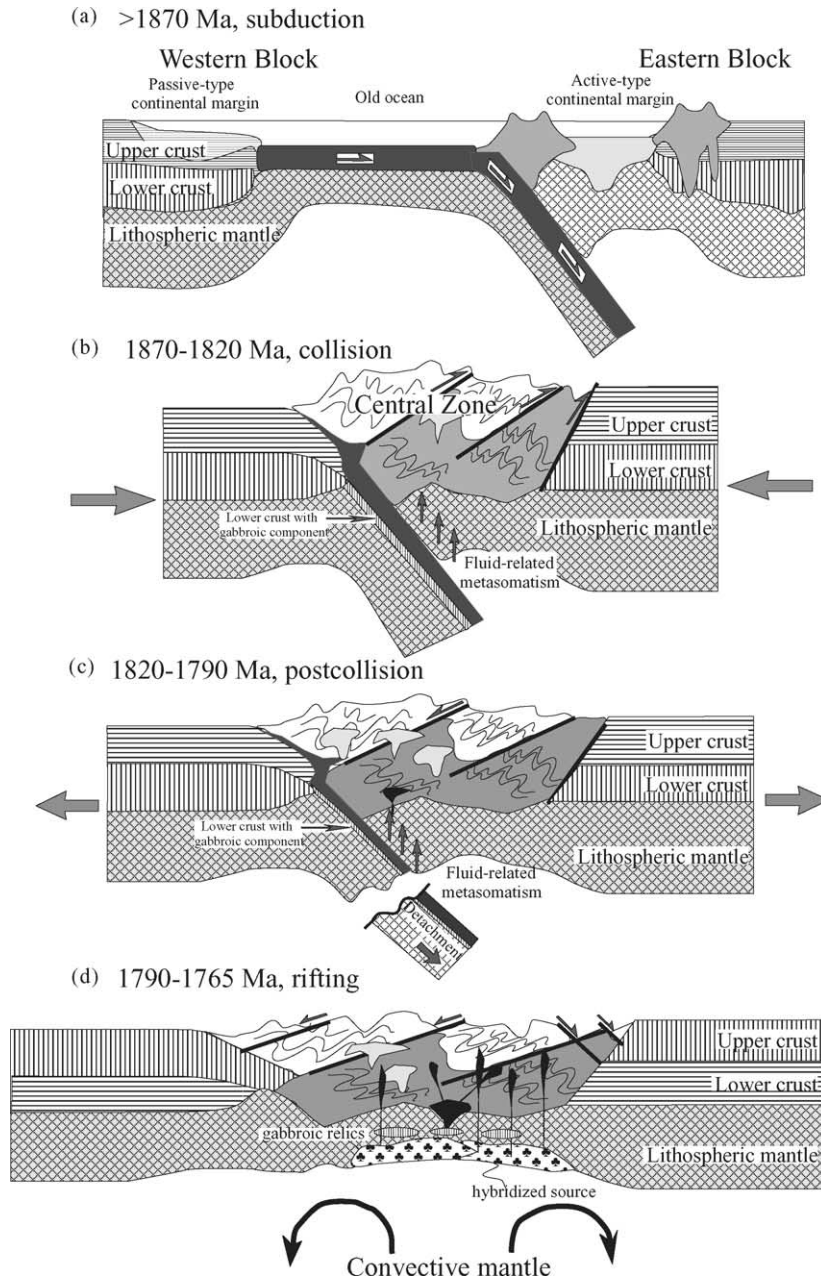 (a) >1870 Ma, subduction
Western Block
Eastern Block
Passive-type
continental margin
Old ocean
Active-type
continental margin
Upper crust
Lower crust
Lithospheric mantle
(b) 1870-1820 Ma, collision
Central Zone
Upper crust
Lower crust
Lower crust with
gabbroic component
Lithospheric mantle
Fluid-related
metasomatism
(c) 1820-1790 Ma, postcollision
Upper crust
Lower crust
Lower crust with
gabbroic component
Lithospheric mantle
Fluid-related
metasomatism
Detachment
(d) 1790-1765 Ma, rifting
Upper crust
Lower crust
gabbroic relics
Lithospheric mantle
hybridized source
Convective mantle